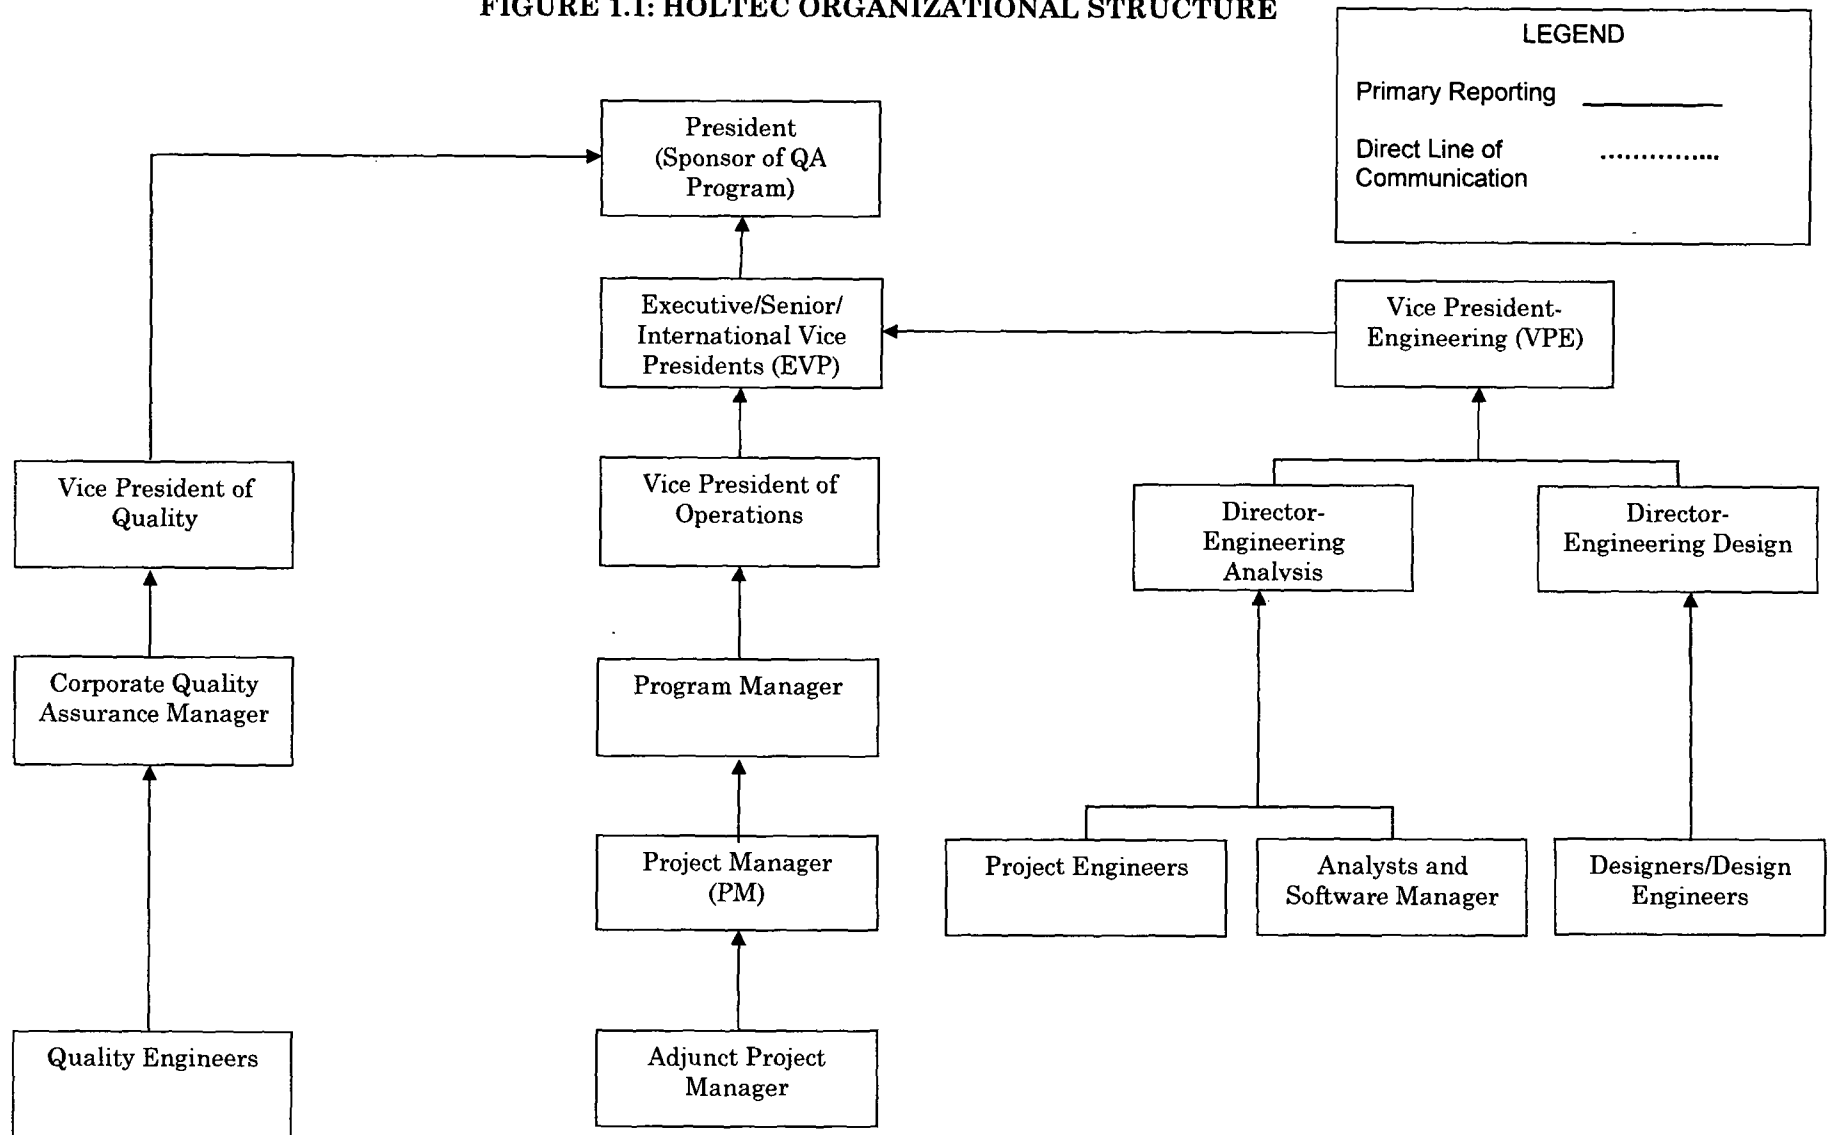 FIGURE 1.1: HOLTEC ORGANIZATIONAL STRUCTURE
LEGEND
Primary Reporting
Direct Line of
Communication
President
(Sponsor of QA
Program)
Executive/Senior/
International Vice
Presidents (EVP)
Vice President-
Engineering (VPE)
Vice President of
Quality
Vice President of
Operations
Director-
Engineering
Analysis
Director-
Engineering Design
Corporate Quality
Assurance Manager
Program Manager
Project Manager
(PM)
Project Engineers
Analysts and
Software Manager
Designers/Design
Engineers
Quality Engineers
Adjunct Project
Manager